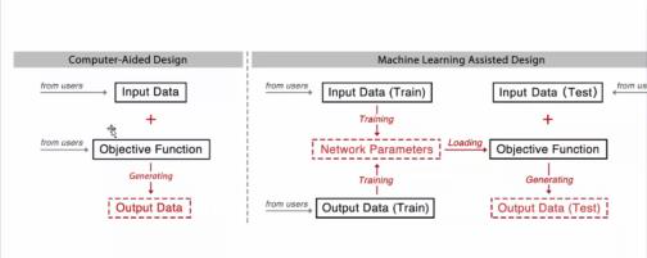 Computer-Aided Design
from users
Input Data
+
from users
Objective Function
Generating
Output Data
Machine Learning Assisted Design
from users
Input Data (Train)
Training
Network Parameters
Training
from users
Output Data (Train)
Loading
Input Data (Test)
from us
+
Objective Function
Generating
Output Data (Test)